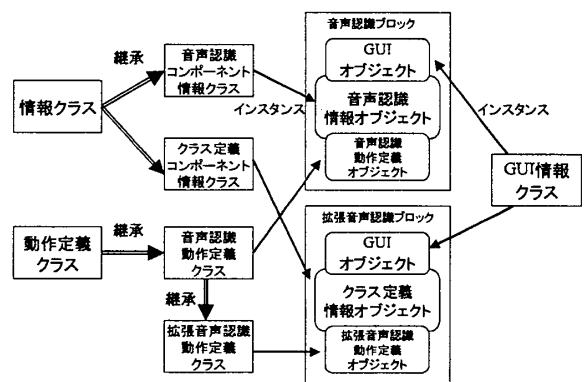 情報クラス
継承
音声認識
コンポーネント
情報クラス
クラス定義
コンポーネント
情報クラス
動作定義
クラス
継承
音声認識
動作定義
クラス
継承
拡張音声認識
動作定義
クラス
インスタンス
音声認識ブロック
GUI
オブジェクト
音声認識
情報オブジェクト
音声認識
動作定義
オブジェクト
拡張音声認識ブロック
GUI
オブジェクト
クラス定義
情報オブジェクト
拡張音声認識
動作定義
オブジェクト
インスタンス
GUI情報
クラス